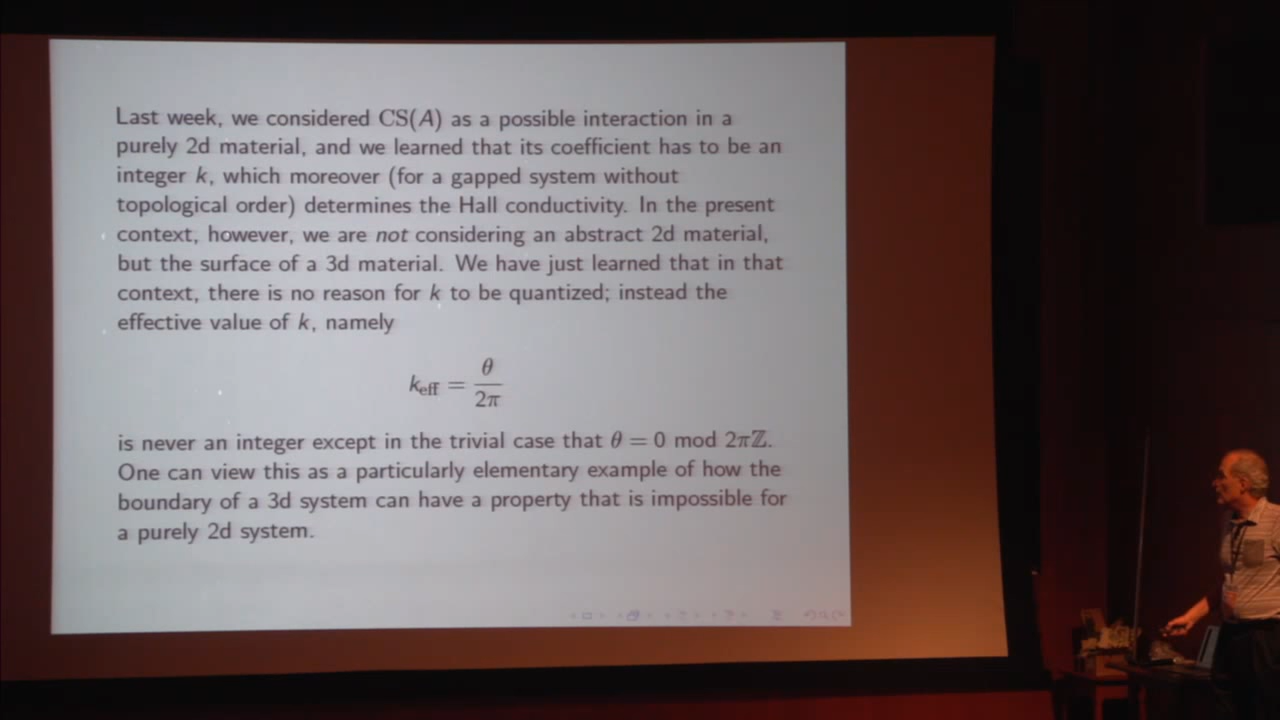 Last week, we considered CS(A) as a possible interaction in a
purely 2d material, and we learned that its coefficient has to be an
integer k, which moreover (for a gapped system without
topological order) determines the Hall conductivity. In the present
context, however, we are not considering an abstract 2d material,
but the surface of a 3d material. We have just learned that in that
context, there is no reason for k to be quantized; instead the
effective value of k, namely
k_eff = θ/2π
is never an integer except in the trivial case that θ = 0 mod 2πℤ.
One can view this as a particularly elementary example of how the
boundary of a 3d system can have a property that is impossible for
a purely 2d system.